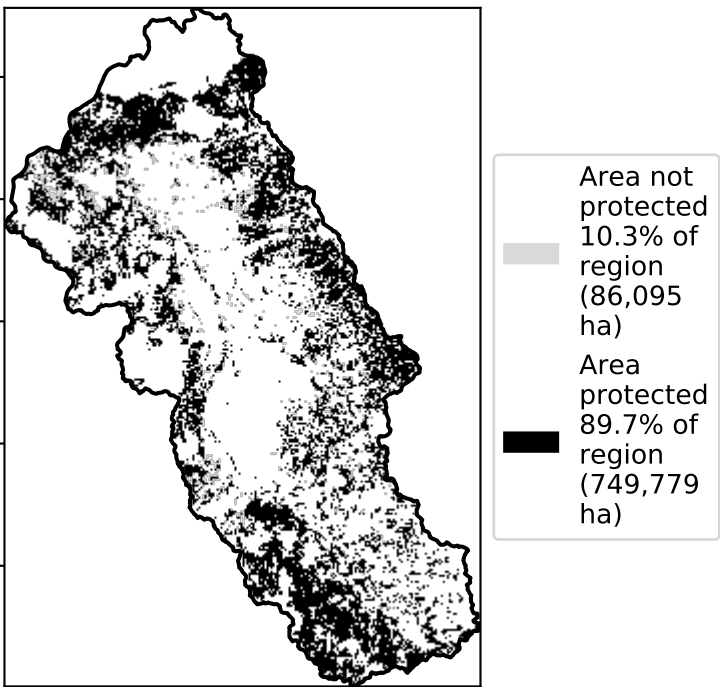 Area not
protected
10.3% of
region
(86,095
ha)
Area
protected
89.7% of
region
(749,779
ha)